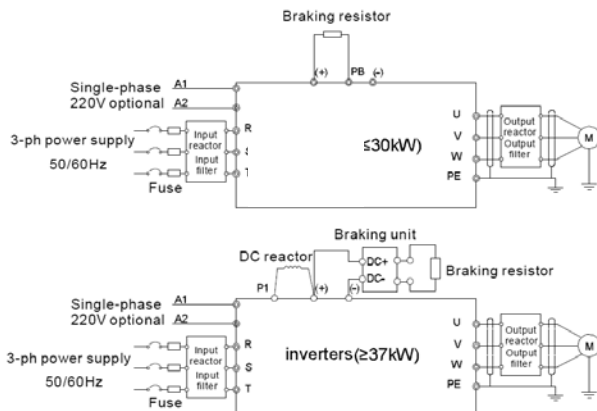 Braking resistor
(+) PB (-)
Single-phase A1
220V optional A2
3-ph power supply
50/60Hz
Fuse
Input
reactor
Input
filter
R
S
T
≤30kW)
U
V
W
PE
Output
reactor
Output
filter
M
Braking unit
DC reactor
DC+
DC-
Braking resistor
P1 (+) (-)
Single-phase A1
220V optional A2
3-ph power supply
50/60Hz
Fuse
Input
reactor
Input
filter
R
S
T
inverters(≥37kW)
U
V
W
PE
Output
reactor
Output
filter
M